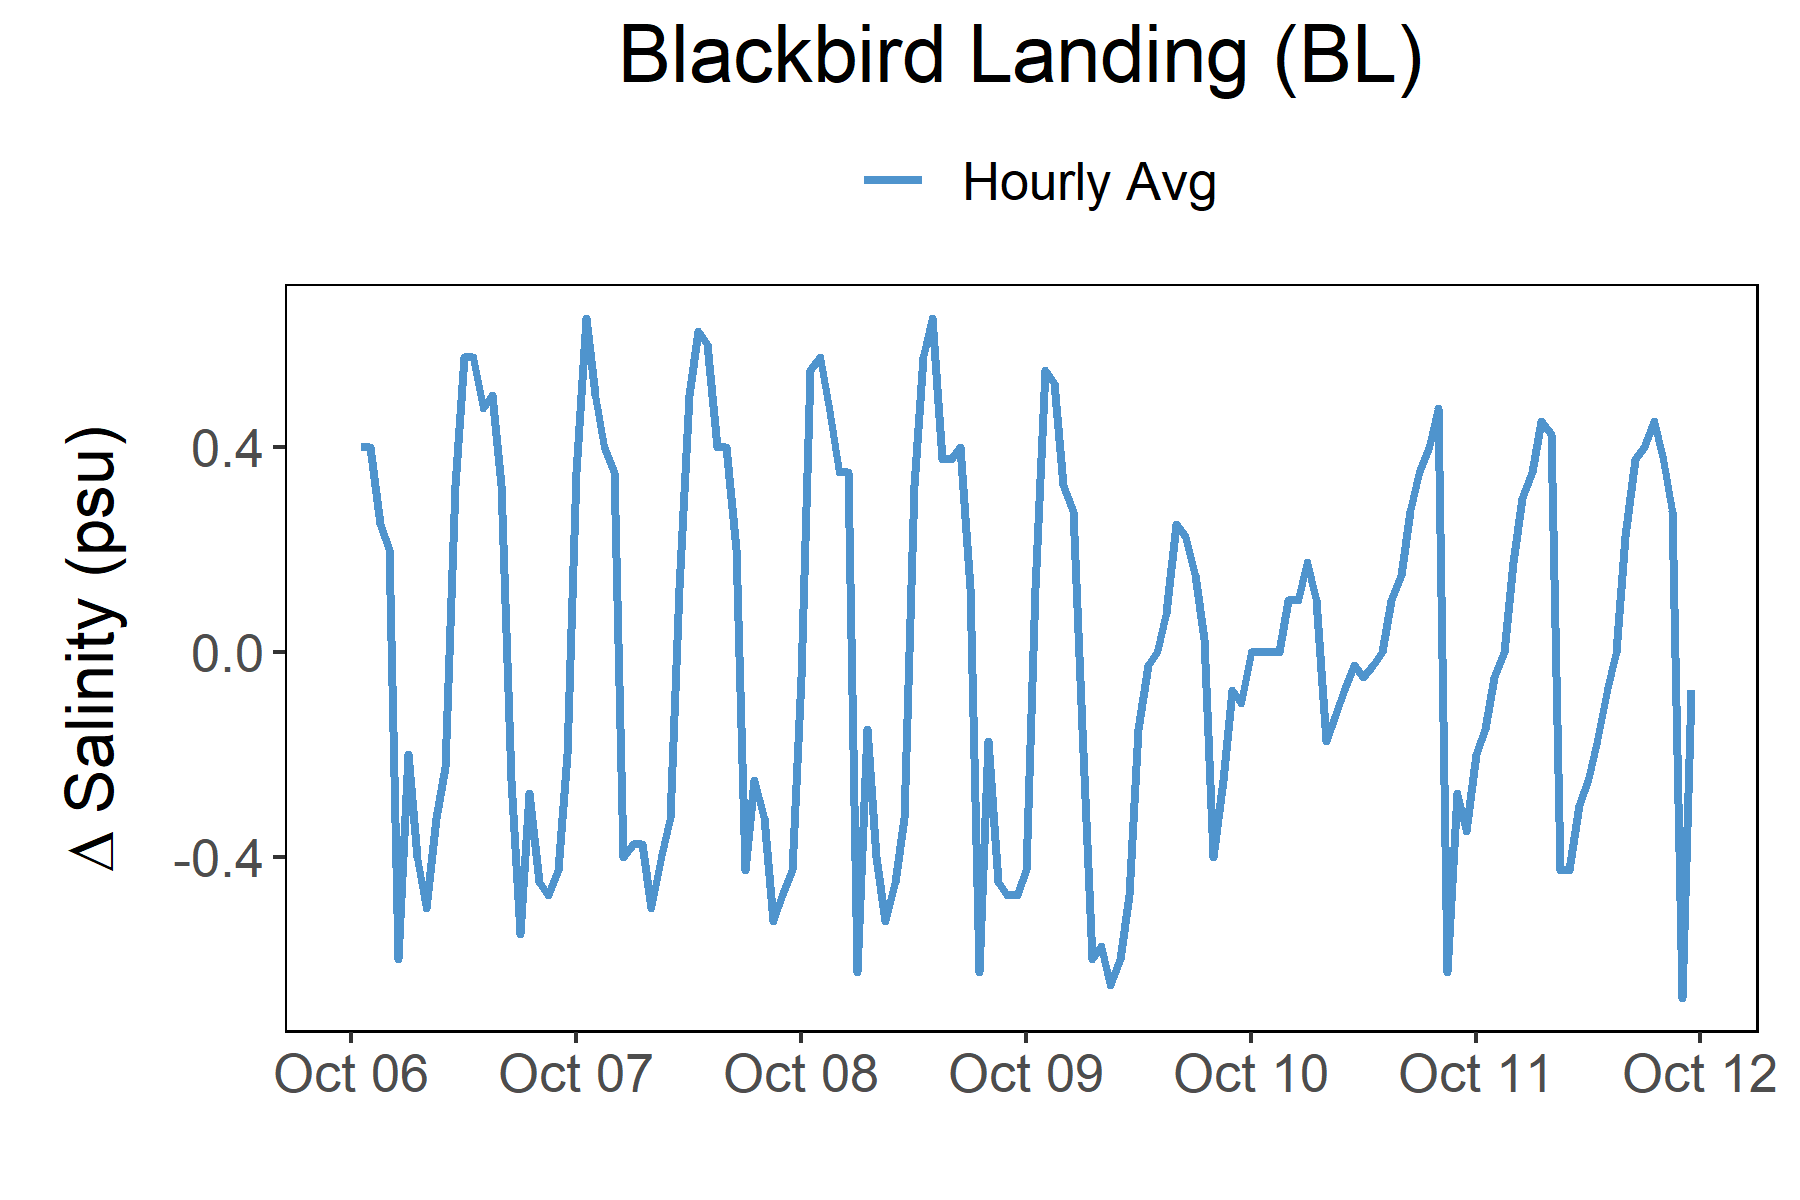 Blackbird Landing (BL)
Hourly Avg
Δ Salinity (psu)
0.4
0.0
-0.4
Oct 06 Oct 07 Oct 08 Oct 09 Oct 10 Oct 11 Oct 12